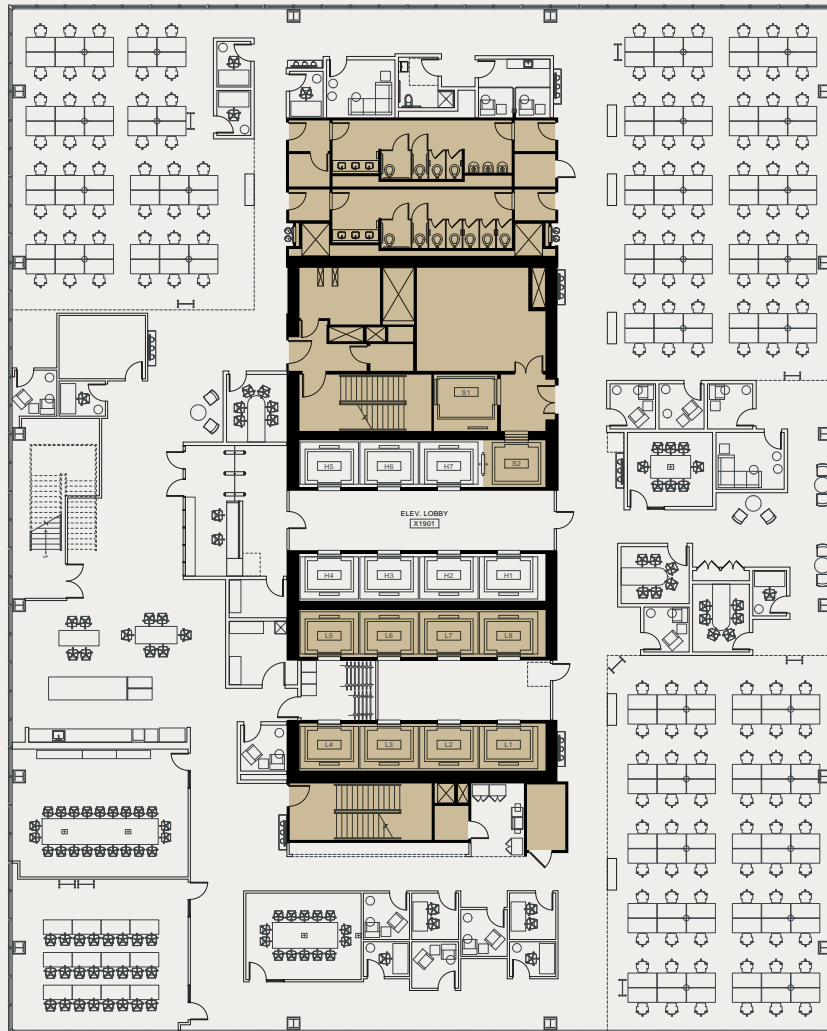 S1
H5 H6 H7 S2
ELEV. LOBBY
X1901
H4 H3 H2 H1
L5 L6 L7 L8
L4 L3 L2 L1